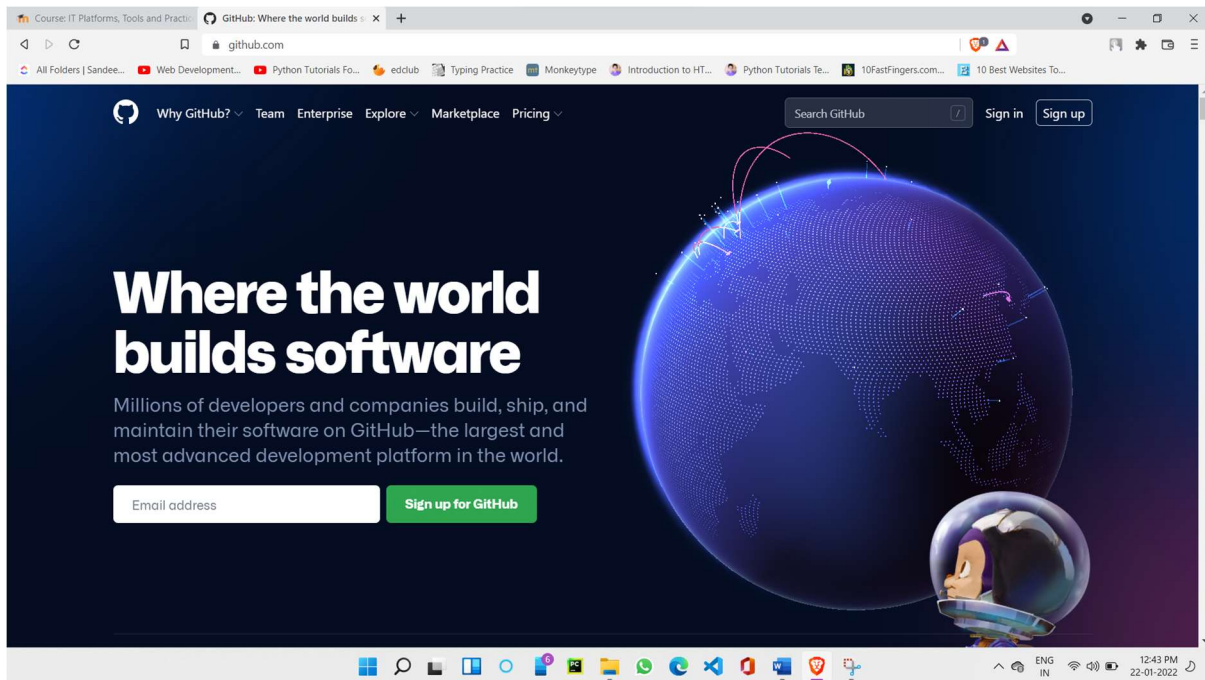 Course: IT Platforms, Tools and Practic
GitHub: Where the world builds s
github.com
All Folders | Sandee...
Web Development...
Python Tutorials Fo...
edclub
Typing Practice
mt
Monkeytype
Introduction to HT...
Python Tutorials Te...
10FastFingers.com...
10 Best Websites To...
Why GitHub?
Team
Enterprise
Explore
Marketplace
Pricing
Search GitHub
/
Sign in
Sign up
Where the world
builds software
Millions of developers and companies build, ship, and
maintain their software on GitHub—the largest and
most advanced development platform in the world.
Email address
Sign up for GitHub
6
PC
W
ENG
IN
12:43 PM
22-01-2022